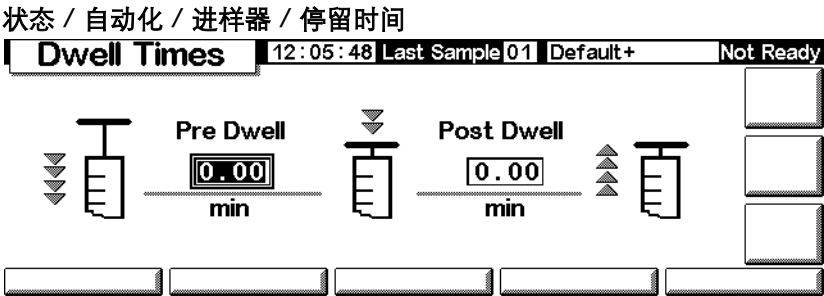 状态 / 自动化 / 进样器 / 停留时间
Dwell Times 12:05:48 Last Sample 01 Default+ Not Ready
Pre Dwell Post Dwell
0.00 0.00
min min